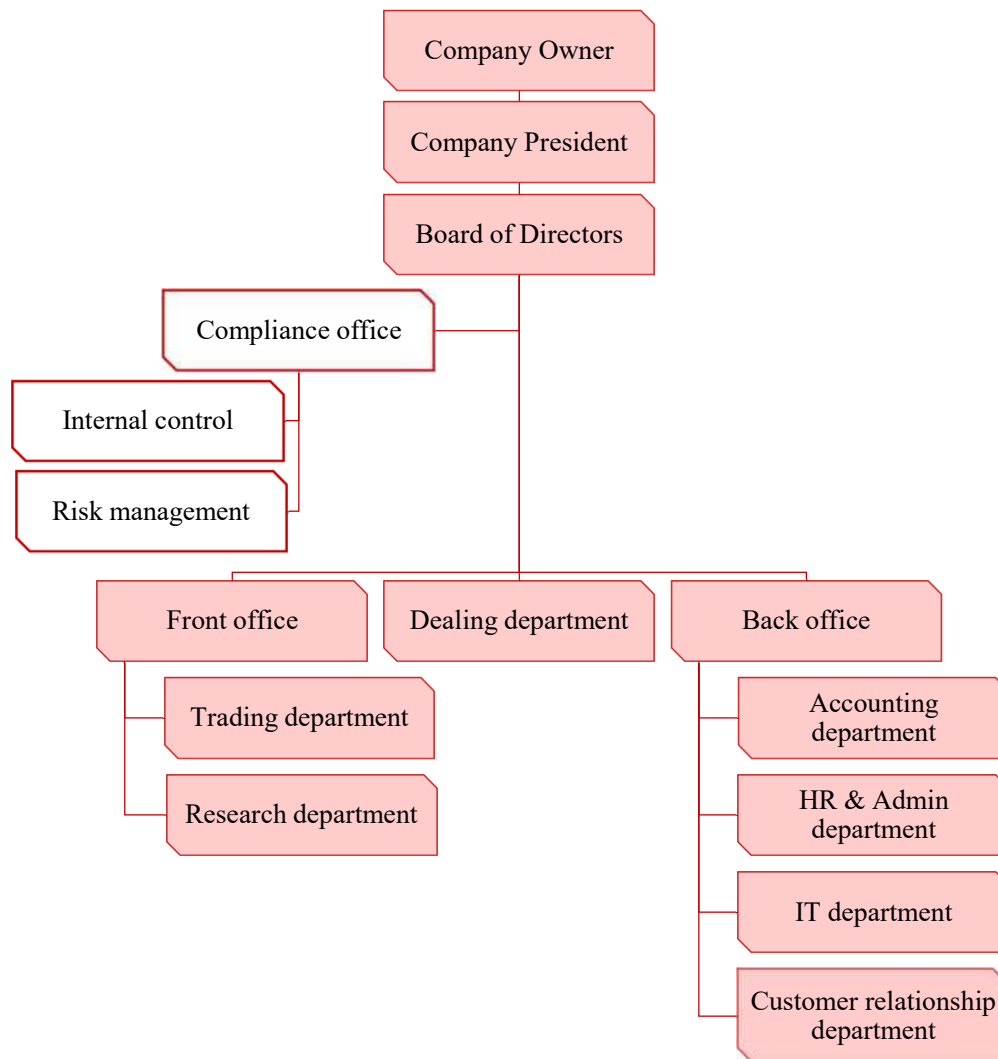 Company Owner
Company President
Board of Directors
Compliance office
Internal control
Risk management
Front office
Dealing department
Back office
Trading department
Research department
Accounting
department
HR & Admin
department
IT department
Customer relationship
department